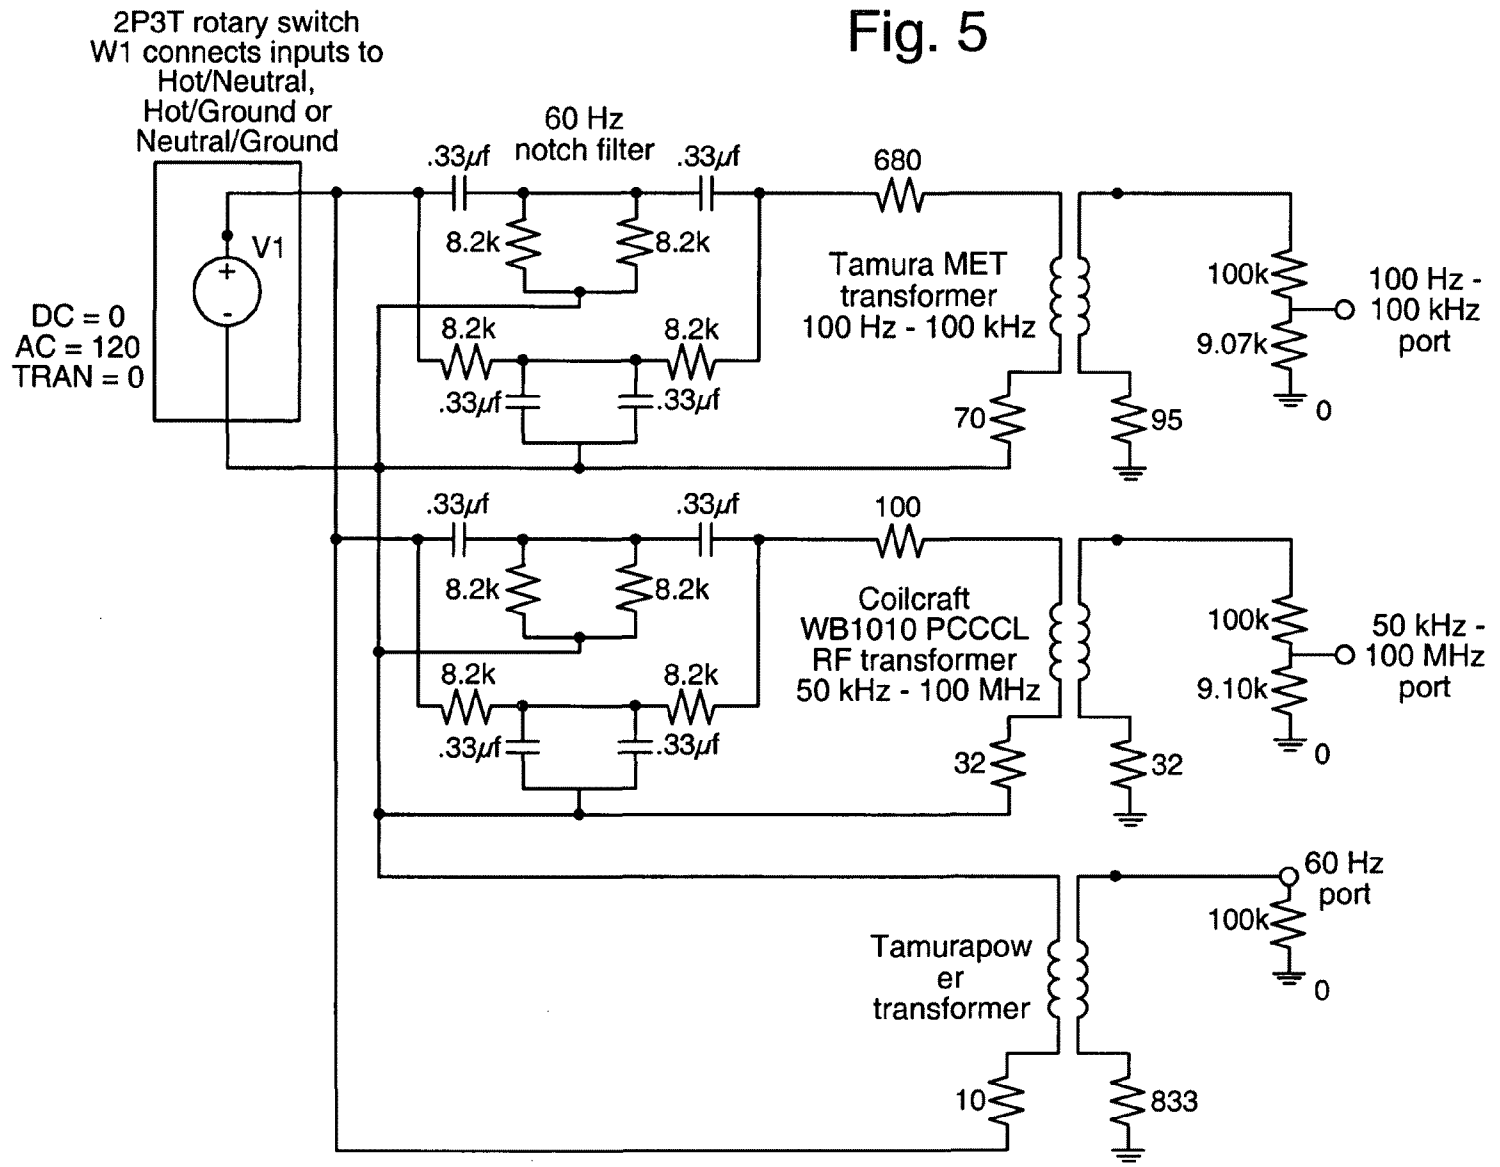 Fig. 5
2P3T rotary switch
W1 connects inputs to
Hot/Neutral,
Hot/Ground or
Neutral/Ground
V1
+
-
DC = 0
AC = 120
TRAN = 0
60 Hz
notch filter
.33µf
.33µf
8.2k
8.2k
8.2k
8.2k
.33µf
.33µf
680
Tamura MET
transformer
100 Hz - 100 kHz
70
95
100k
9.07k
0
100 Hz -
100 kHz
port
.33µf
.33µf
8.2k
8.2k
8.2k
8.2k
.33µf
.33µf
100
Coilcraft
WB1010 PCCCL
RF transformer
50 kHz - 100 MHz
32
32
100k
9.10k
0
50 kHz -
100 MHz
port
Tamurapow
er
transformer
10
833
60 Hz
port
100k
0